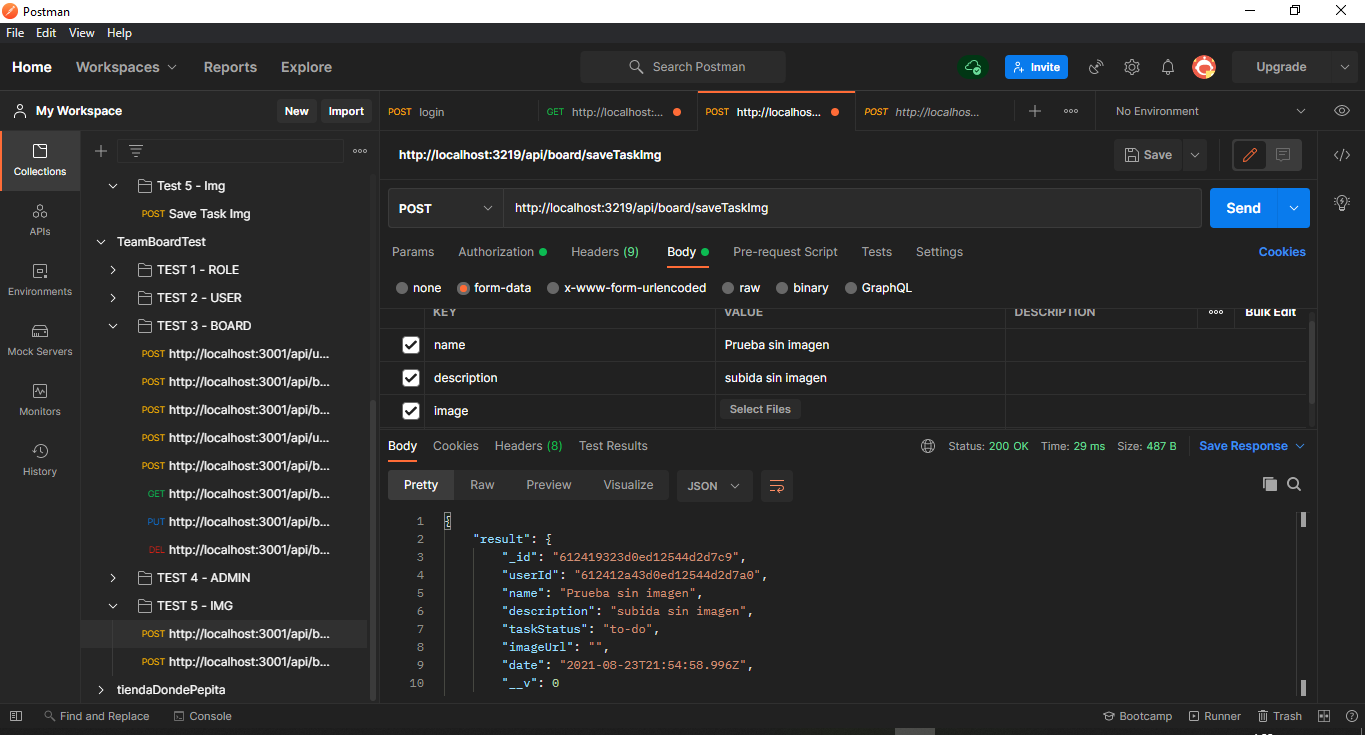 Postman
File Edit View Help
Home Workspaces Reports Explore Search Postman Invite Upgrade
My Workspace New Import
POST login GET http://localhost:... POST http://localhos... POST http://localhos... No Environment
Collections
APIs
Environments
Mock Servers
Monitors
History
Test 5 - Img
POST Save Task Img
TeamBoardTest
TEST 1 - ROLE
TEST 2 - USER
TEST 3 - BOARD
POST http://localhost:3001/api/u...
POST http://localhost:3001/api/b...
POST http://localhost:3001/api/b...
POST http://localhost:3001/api/u...
POST http://localhost:3001/api/b...
GET http://localhost:3001/api/b...
PUT http://localhost:3001/api/b...
DEL http://localhost:3001/api/b...
TEST 4 - ADMIN
TEST 5 - IMG
POST http://localhost:3001/api/b...
POST http://localhost:3001/api/b...
tiendaDondePepita
http://localhost:3219/api/board/saveTaskImg Save
POST http://localhost:3219/api/board/saveTaskImg Send
Params Authorization Headers (9) Body Pre-request Script Tests Settings Cookies
none form-data x-www-form-urlencoded raw binary GraphQL
KEY VALUE DESCRIPTION Bulk Edit
name Prueba sin imagen
description subida sin imagen
image Select Files
Body Cookies Headers (8) Test Results Status: 200 OK Time: 29 ms Size: 487 B Save Response
Pretty Raw Preview Visualize JSON
1 {
2 "result": {
3 "_id": "612419323d0ed12544d2d7c9",
4 "userId": "612412a43d0ed12544d2d7a0",
5 "name": "Prueba sin imagen",
6 "description": "subida sin imagen",
7 "taskStatus": "to-do",
8 "imageUrl": "",
9 "date": "2021-08-23T21:54:58.996Z",
10 "__v": 0
Find and Replace Console Bootcamp Runner Trash